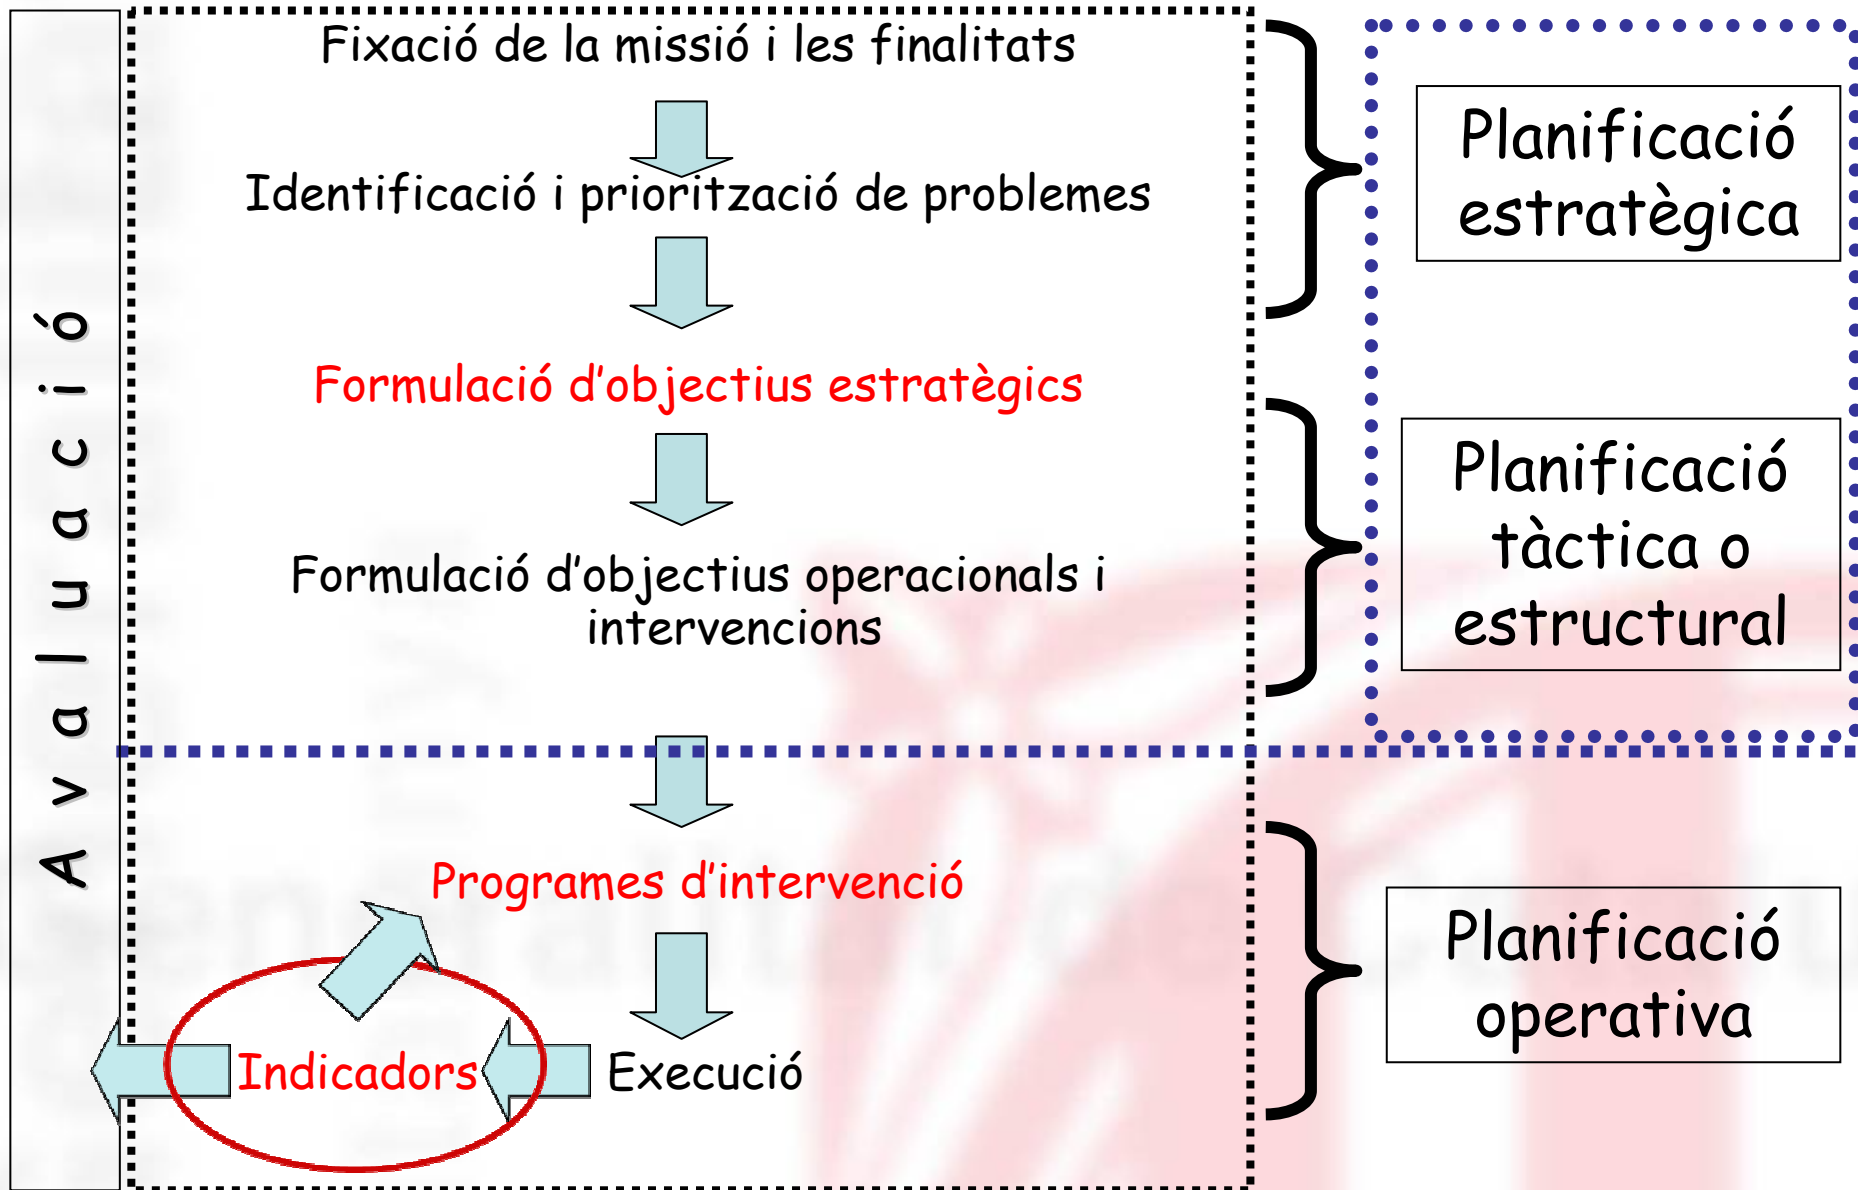 Fixació de la missió i les finalitats
Identificació i priorització de problemes
Formulació d'objectius estratègics
Formulació d'objectius operacionals i
intervencions
Programes d'intervenció
Indicadors
Execució
Avaluació
Planificació
estratègica
Planificació
tàctica o
estructural
Planificació
operativa